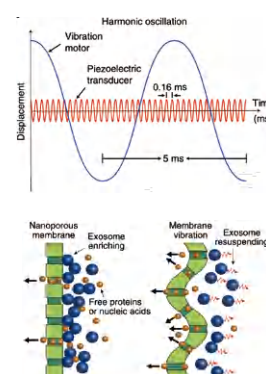 Harmonic oscillation
Vibration
motor
Piezoelectric
transducer
0.16 ms
Displacement
5 ms
Nanoporous
membrane
Exosome
enriching
Free proteins
or nucleic acids
Membrane
vibration
Exosome
resuspending